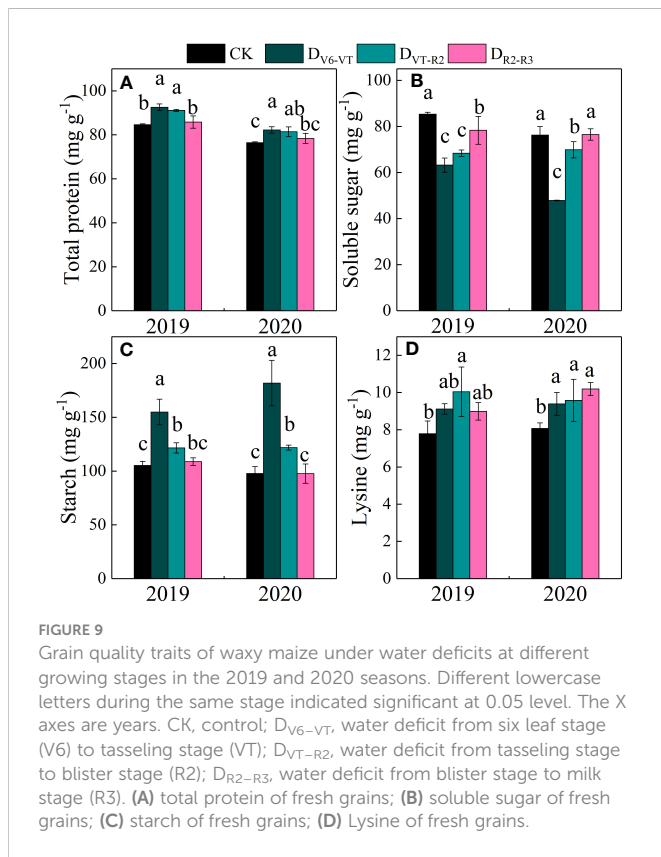 CK D_V6-VT D_VT-R2 D_R2-R3
A
Total protein (mg g⁻¹)
100
80
60
40
20
0
b a a b
c a ab bc
2019 2020
B
Soluble sugar (mg g⁻¹)
100
80
60
40
20
0
a c c b
a c b a
2019 2020
C
Starch (mg g⁻¹)
200
150
100
50
0
c a b bc
c a b c
2019 2020
D
Lysine (mg g⁻¹)
12
10
8
6
4
2
0
b ab a ab
b a a a
2019 2020
FIGURE 9
Grain quality traits of waxy maize under water deficits at different
growing stages in the 2019 and 2020 seasons. Different lowercase
letters during the same stage indicated significant at 0.05 level. The X
axes are years. CK, control; D_V6–VT, water deficit from six leaf stage
(V6) to tasseling stage (VT); D_VT–R2, water deficit from tasseling stage
to blister stage (R2); D_R2–R3, water deficit from blister stage to milk
stage (R3). (A) total protein of fresh grains; (B) soluble sugar of fresh
grains; (C) starch of fresh grains; (D) Lysine of fresh grains.